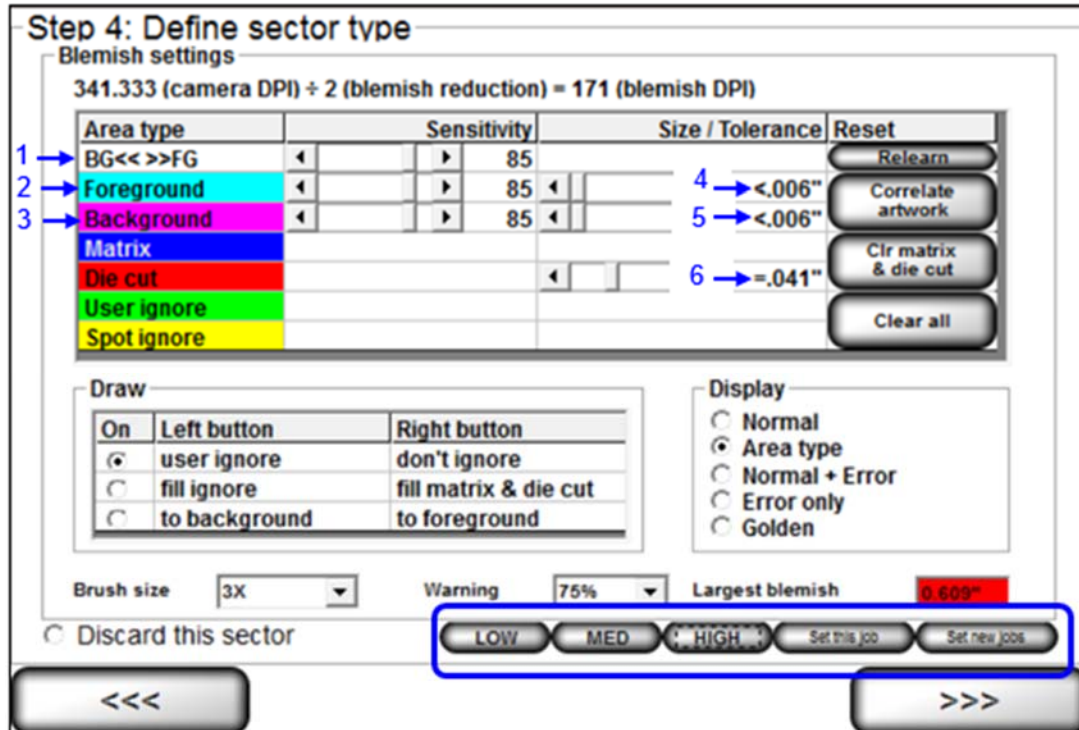 Step 4: Define sector type
Blemish settings
341.333 (camera DPI) ÷ 2 (blemish reduction) = 171 (blemish DPI)
Area type Sensitivity Size / Tolerance Reset
1 BG<< >>FG 85 Relearn
2 Foreground 85 4 <.006" Correlate artwork
3 Background 85 5 <.006"
Matrix Clr matrix & die cut
Die cut 6 =.041"
User ignore Clear all
Spot ignore
Draw
On Left button Right button
user ignore don't ignore
fill ignore fill matrix & die cut
to background to foreground
Display
Normal
Area type
Normal + Error
Error only
Golden
Brush size 3X Warning 75% Largest blemish 0.609"
Discard this sector LOW MED HIGH Set this job Set new jobs
<<< >>>